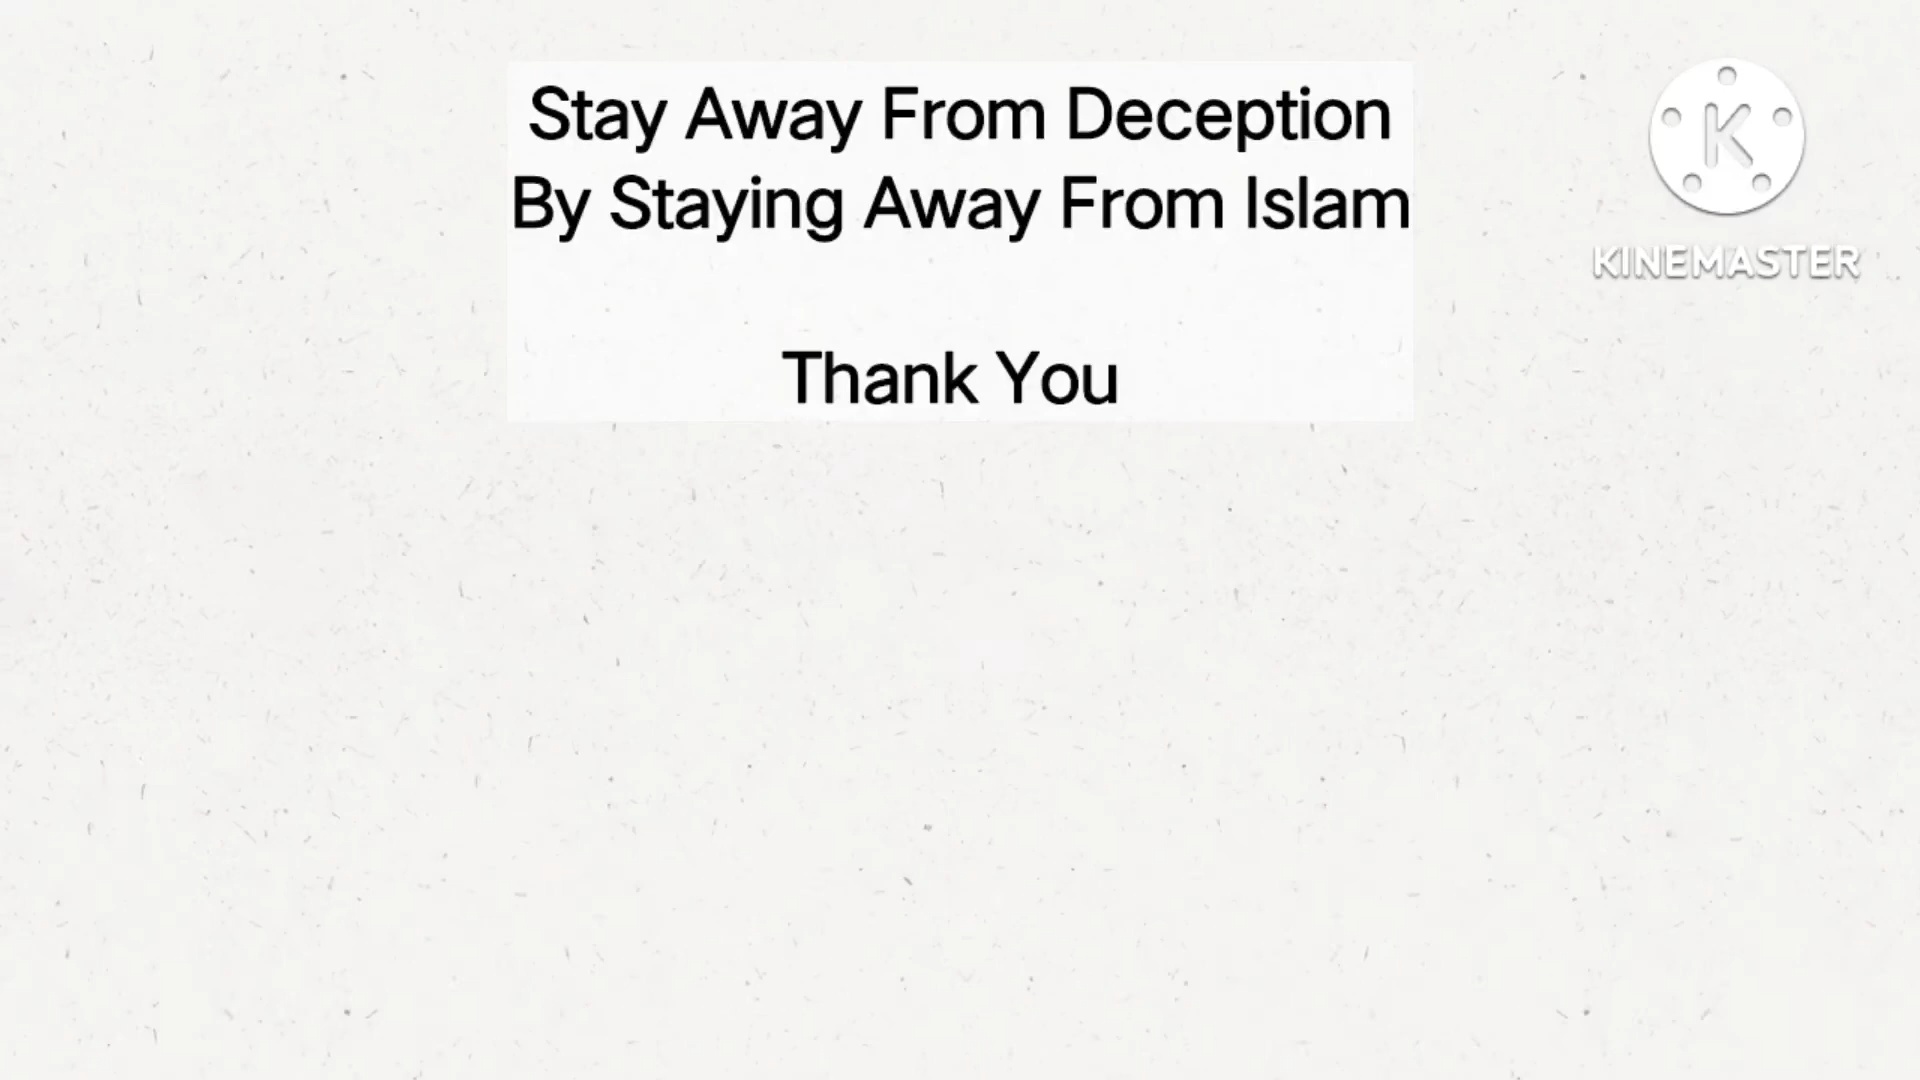 Stay Away From Deception
By Staying Away From Islam
Thank You
K
KINEMASTER